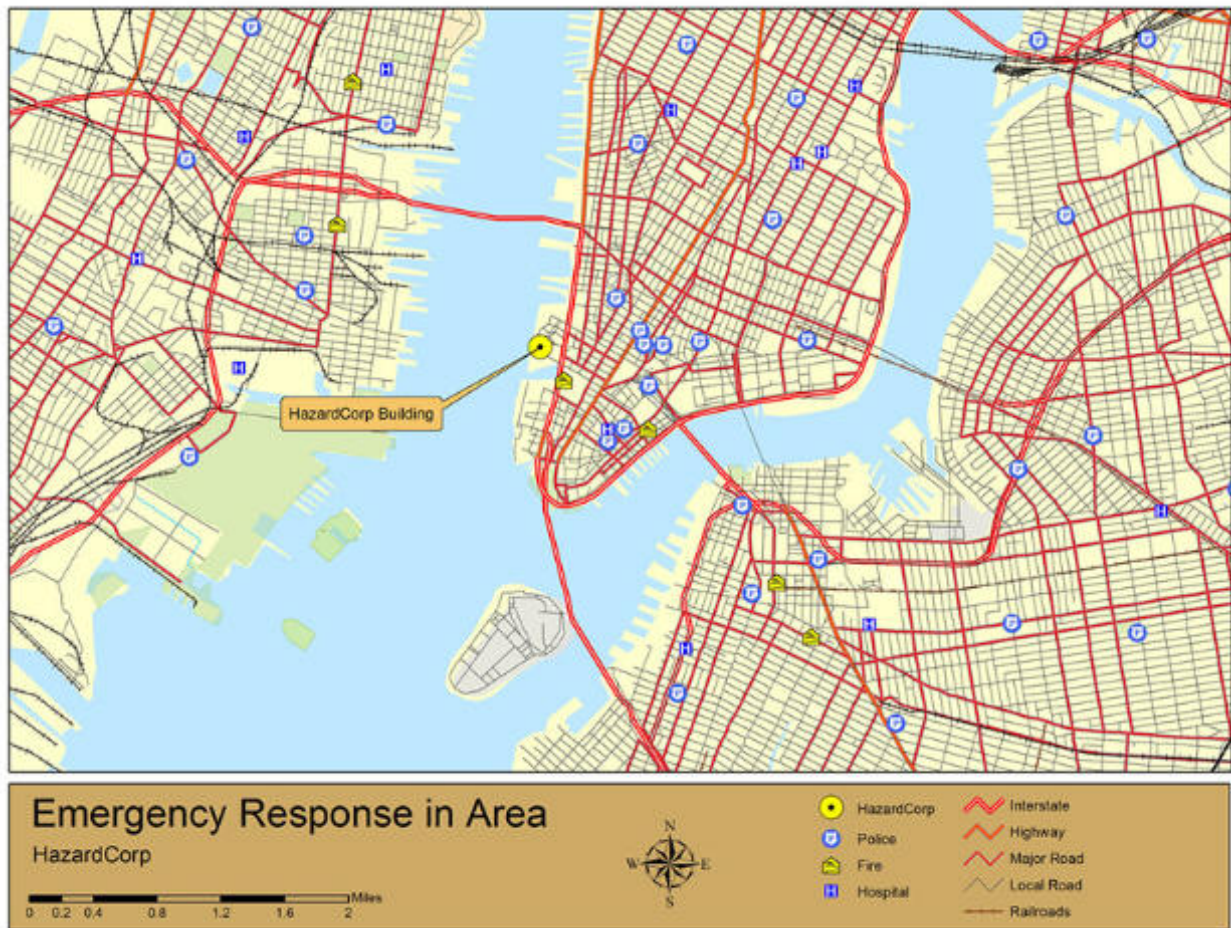 HazardCorp Building
Emergency Response in Area
HazardCorp
0 0.2 0.4 0.8 1.2 1.6 2
Miles
N
W E
S
HazardCorp
Police
Fire
Hospital
Interstate
Highway
Major Road
Local Road
Railroads